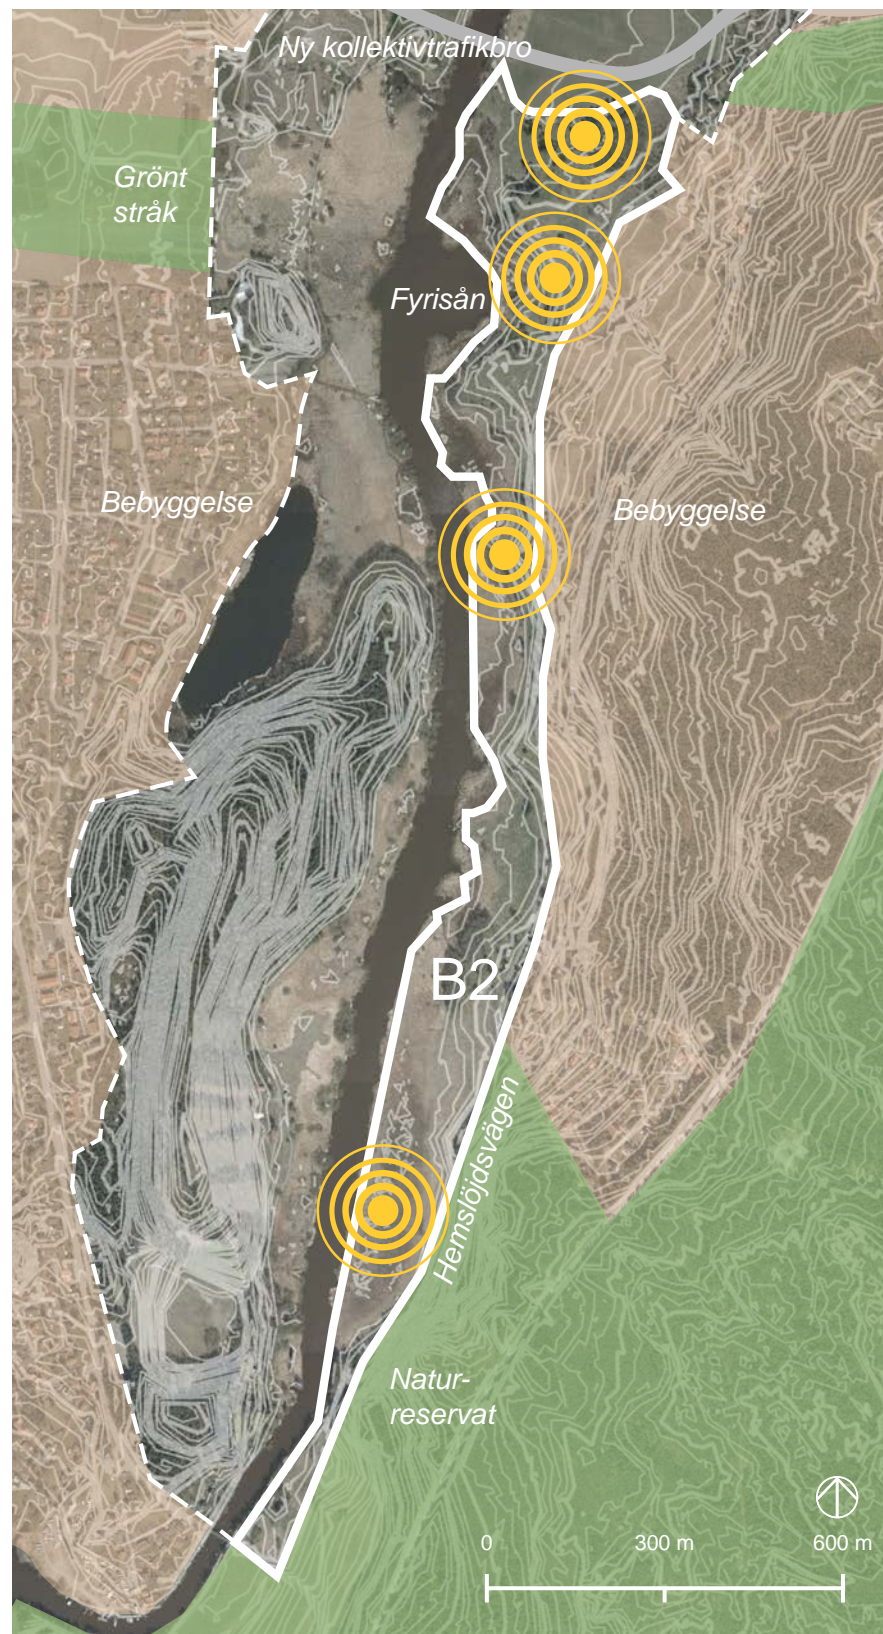 Ny kollektivtrafikbro
Grönt
stråk
Fyrisån
Bebyggelse
Bebyggelse
B2
Hemslöjdsvägen
Natur-
reservat
0 300 m 600 m